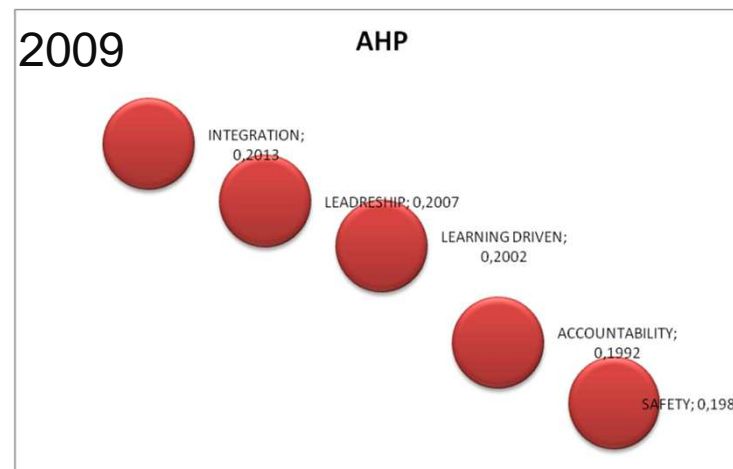 2009
AHP
INTEGRATION;
0,2013
LEADRESHIP; 0,2007
LEARNING DRIVEN;
0,2002
ACCOUNTABILITY;
0,1992
SAFETY; 0,198